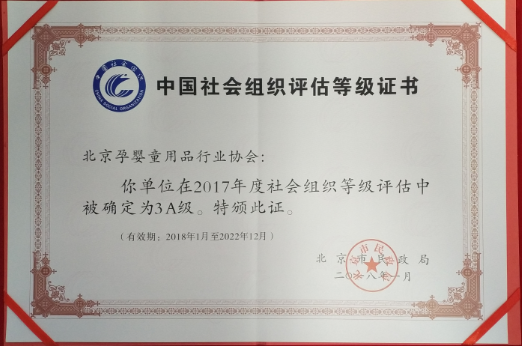 中国社会组织评估等级证书
北京孕婴童用品行业协会：
你单位在2017年度社会组织等级评估中
被确定为3A级。特颁此证。
（有效期：2018年1月至2022年12月）
北京市民政局
二〇一八年一月